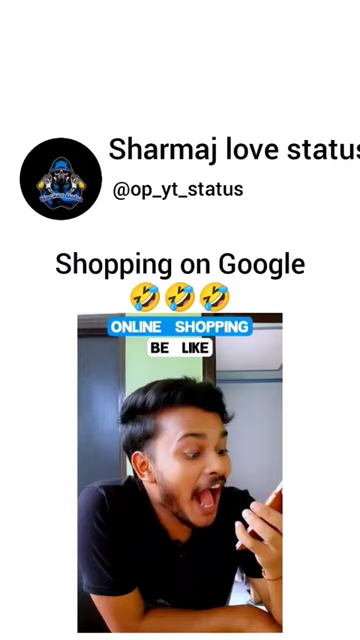 Sharmaj love status
@op_yt_status
Shopping on Google
🤣🤣🤣
ONLINE SHOPPING
BE LIKE